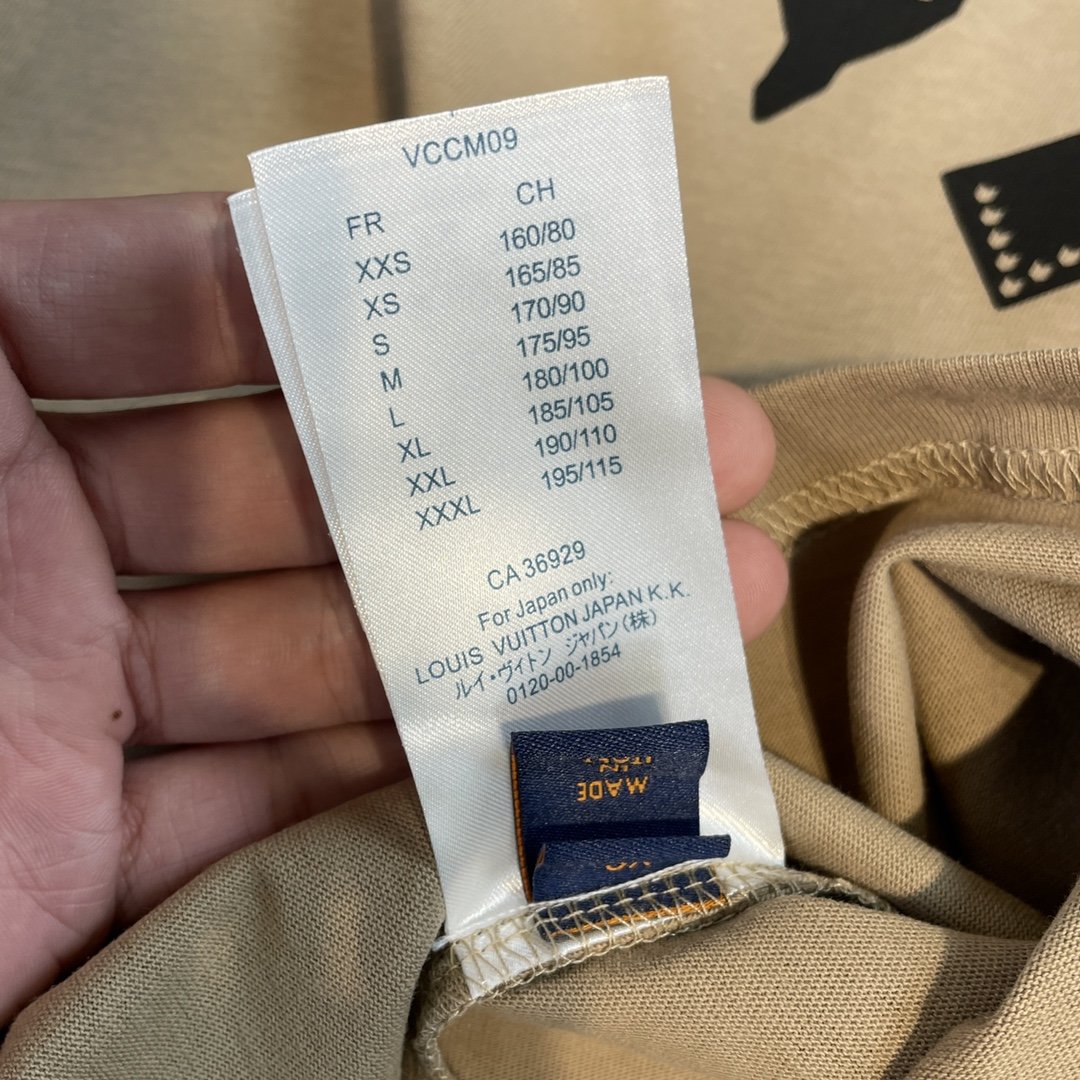 VCCM09
FR CH
XXS 160/80
XS 165/85
S 170/90
M 175/95
L 180/100
XL 185/105
XXL 190/110
XXXL 195/115
CA 36929
For Japan only:
LOUIS VUITTON JAPAN K.K.
ルイ・ヴィトン ジャパン(株)
0120-00-1854
MADE
IN